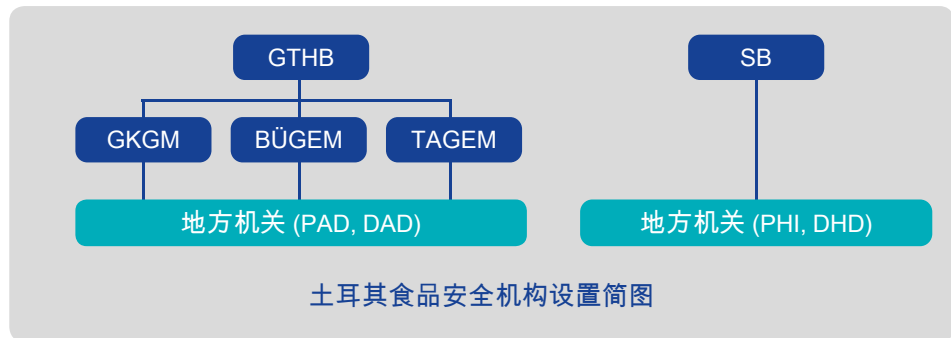 GTHB
SB
GKGM
BÜGEM
TAGEM
地方机关 (PAD, DAD)
地方机关 (PHI, DHD)
土耳其食品安全机构设置简图